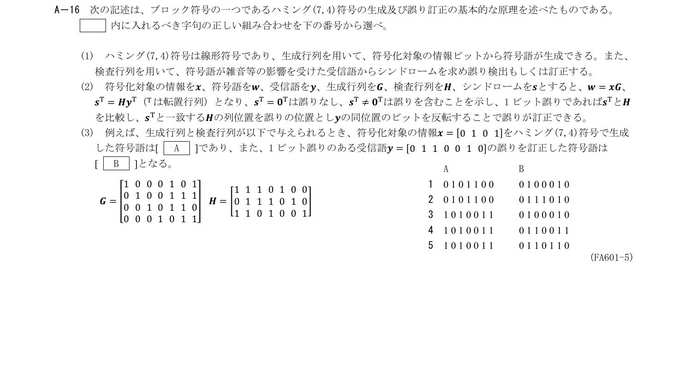 A-16 次の記述は、ブロック符号の一つであるハミング(7,4)符号の生成及び誤り訂正の基本的な原理を述べたものである。
内に入れるべき字句の正しい組み合わせを下の番号から選べ。
(1) ハミング(7,4)符号は線形符号であり、生成行列を用いて、符号化対象の情報ビットから符号語が生成できる。また、
検査行列を用いて、符号語が雑音等の影響を受けた受信語からシンドロームを求め誤り検出もしくは訂正する。
(2) 符号化対象の情報を𝒙、符号語を𝒘、受信語を𝒚、生成行列を𝑮、検査行列を𝑯、シンドロームを𝒔とすると、𝒘 = 𝒙𝑮、
𝒔ᵀ = 𝑯𝒚ᵀ (ᵀは転置行列) となり、𝒔ᵀ = 𝟎ᵀは誤りなし、𝒔ᵀ ≠ 𝟎ᵀは誤りを含むことを示し、1ビット誤りであれば𝒔ᵀと𝑯
を比較し、𝒔ᵀと一致する𝑯の列位置を誤りの位置とし𝒚の同位置のビットを反転することで誤りが訂正できる。
(3) 例えば、生成行列と検査行列が以下で与えられるとき、符号化対象の情報𝒙 = [0 1 0 1]をハミング(7,4)符号で生成
した符号語は[ A ]であり、また、1ビット誤りのある受信語𝒚 = [0 1 1 0 0 1 0]の誤りを訂正した符号語は
[ B ]となる。
A B
𝑮 = [1 0 0 0 1 0 1
0 1 0 0 1 1 1
0 0 1 0 1 1 0
0 0 0 1 0 1 1]
𝑯 = [1 1 1 0 1 0 0
0 1 1 1 0 1 0
1 1 0 1 0 0 1]
1 0101100 0100010
2 0101100 0111010
3 1010011 0100010
4 1010011 0110011
5 1010011 0110110
(FA601-5)